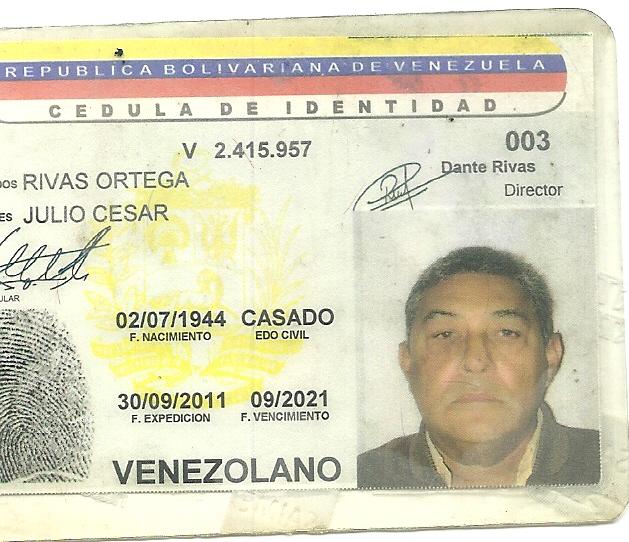 REPUBLICA BOLIVARIANA DE VENEZUELA
CEDULA DE IDENTIDAD
V 2.415.957
003
Dante Rivas
Director
OS RIVAS ORTEGA
ES JULIO CESAR
ULAR
02/07/1944 CASADO
F. NACIMIENTO EDO CIVIL
30/09/2011 09/2021
F. EXPEDICION F. VENCIMIENTO
VENEZOLANO